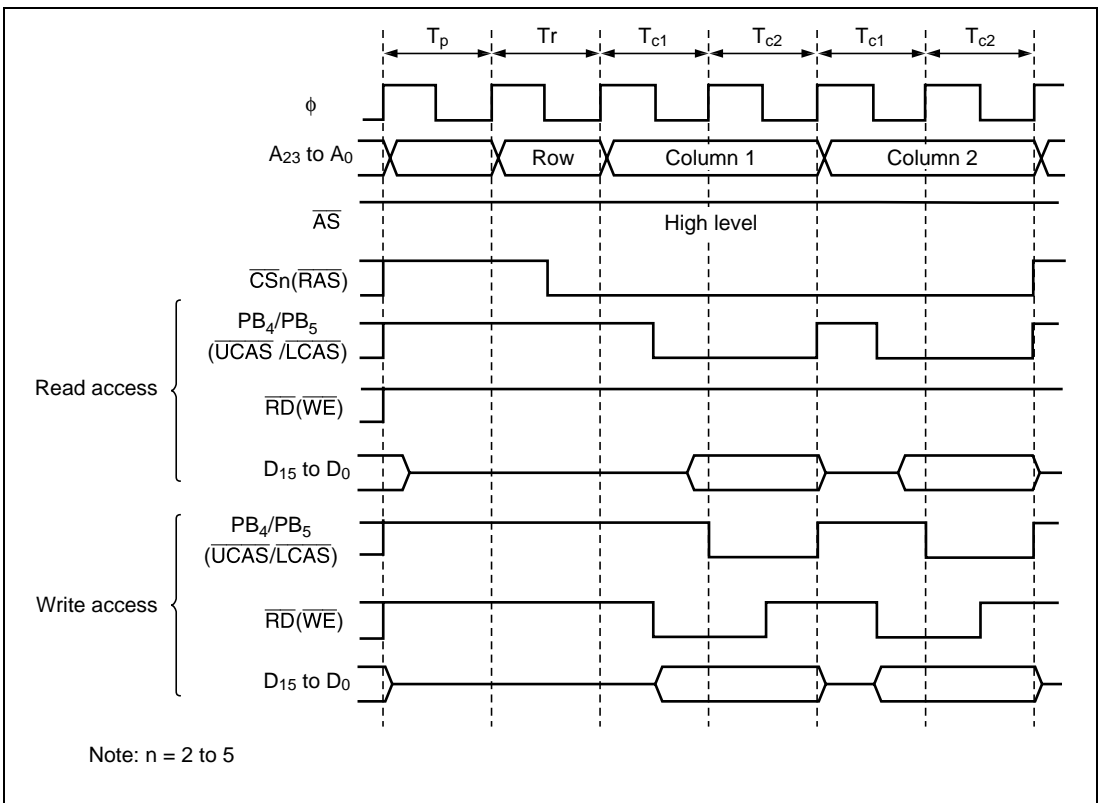 Tp Tr Tc1 Tc2 Tc1 Tc2
φ
A23 to A0 Row Column 1 Column 2
AS High level
CSn(RAS)
PB4/PB5
(UCAS /LCAS)
Read access
RD(WE)
D15 to D0
PB4/PB5
(UCAS/LCAS)
Write access
RD(WE)
D15 to D0
Note: n = 2 to 5